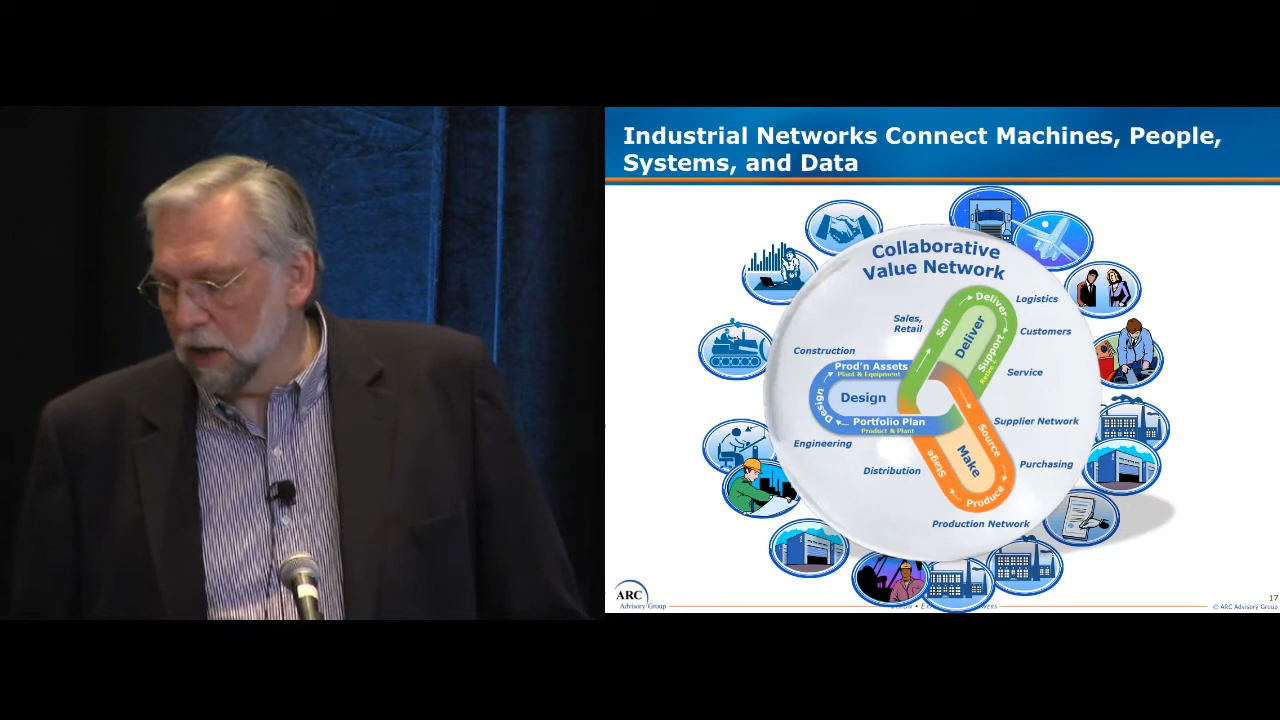 Industrial Networks Connect Machines, People,
Systems, and Data
Collaborative
Value Network
Logistics
Sales,
Retail
Customers
Construction
Service
Sell
Deliver
Support
Deliver
Prod'n Assets
Plant & Equipment
Design
Design
Portfolio Plan
Product & Plant
Supplier Network
Engineering
Source
Make
Stage
Produce
Purchasing
Distribution
Production Network
ARC
Advisory Group
17
© ARC Advisory Group